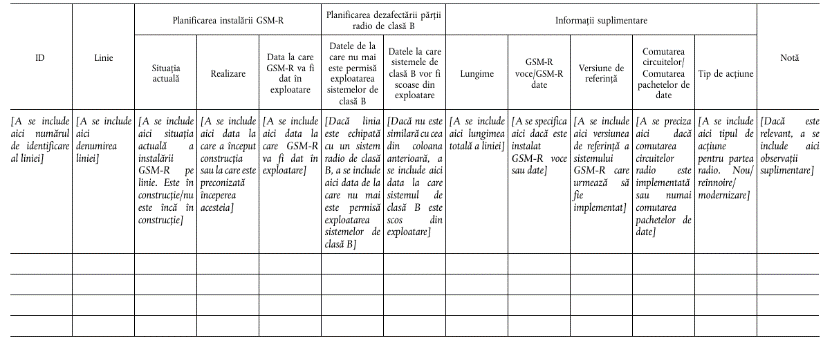 ID
Linie
Planificarea instalării GSM-R
Situația
actuală
Realizare
Data la care
GSM-R va fi
dat în
exploatare
Planificarea dezafectării părții
radio de clasă B
Datele de la
care nu mai
este permisă
exploatarea
sistemelor de
clasă B
Datele la care
sistemele de
clasă B vor fi
scoase din
exploatare
Informații suplimentare
Lungime
GSM-R
voce/GSM-R
date
Versiune de
referință
Comutarea
circuitelor/
Comutarea
pachetelor de
date
Tip de acțiune
Notă
[A se include
aici numărul
de identificare
al liniei]
[A se include
aici
denumirea
liniei]
[A se include
aici situația
actuală a
instalării
GSM-R pe
linie. Este în
construcție/nu
este încă în
construcție]
[A se include
aici data la
care a început
construcția
sau la care este
preconizată
începerea
acesteia]
[A se include
aici data la
care GSM-R
va fi dat în
exploatare]
[Dacă linia
este echipată
cu un sistem
radio de clasă
B, a se include
aici data de la
care nu mai
este permisă
exploatarea
sistemelor de
clasă B]
[Dacă nu este
similară cu cea
din coloana
anterioară, a
se include aici
data la care
sistemul de
clasă B este
scos din
exploatare]
[A se include
aici lungimea
totală a liniei]
[A se specifica
aici dacă este
instalat
GSM-R voce
sau date]
[A se include
aici versiunea
de referință a
sistemului
GSM-R care
urmează să
fie
implementat]
[A se preciza
aici dacă
comutarea
circuitelor
radio este
implementată
sau numai
comutarea
pachetelor de
date]
[A se include
aici tipul de
acțiune
pentru partea
radio. Nou/
reînnoire/
modernizare]
[Dacă este
relevant, a se
include aici
observații
suplimentare]